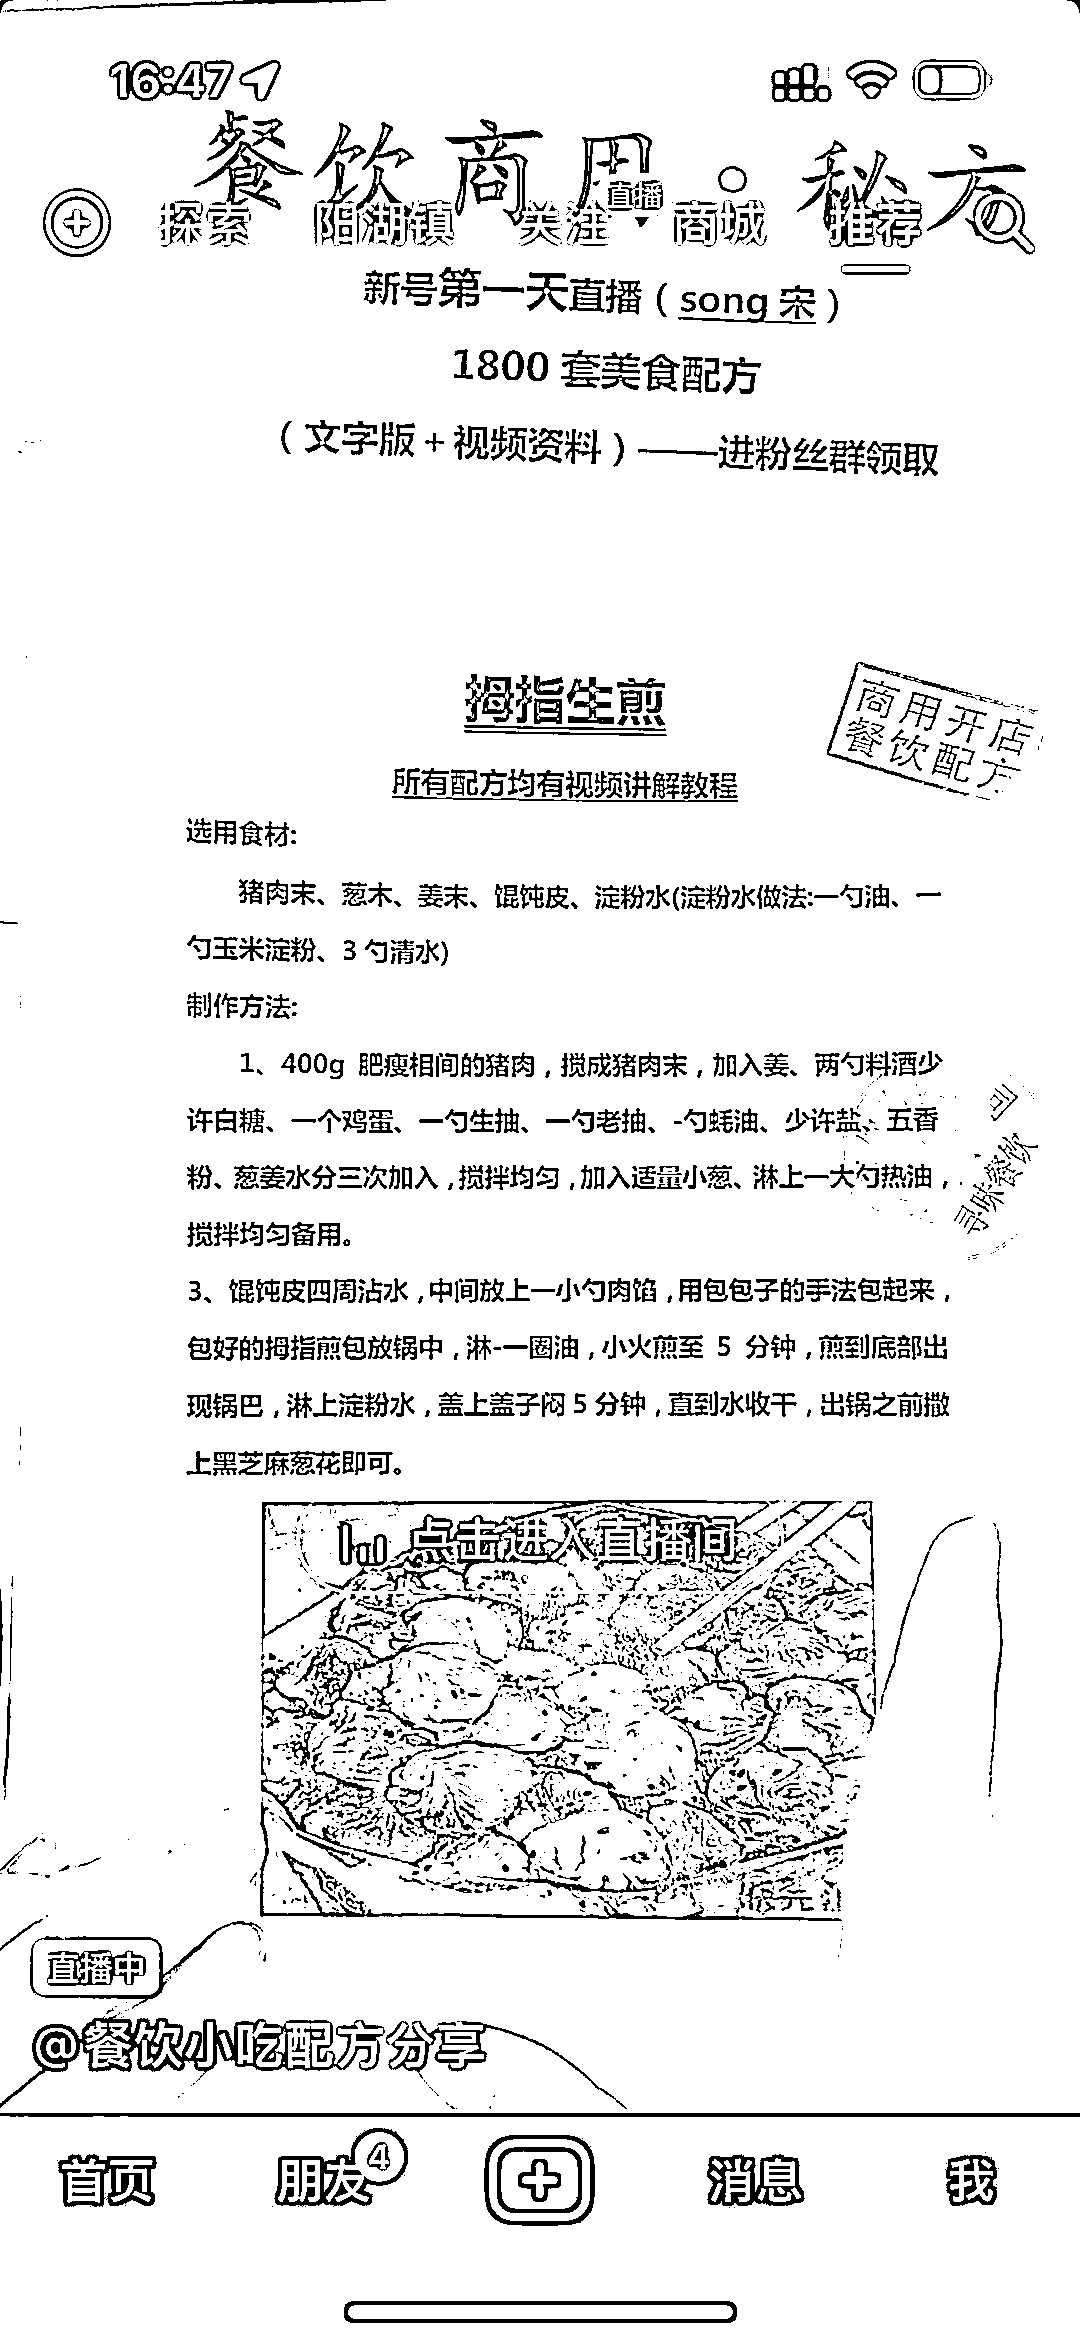 16:47
餐饮商用·秘方
直播
探索 阳湖镇 关注 商城 推荐
新号第一天直播（song 宋）
1800 套美食配方
（文字版＋视频资料）——进粉丝群领取
拇指生煎
商用开店
餐饮配方
所有配方均有视频讲解教程
选用食材:
猪肉末、葱木、姜末、馄饨皮、淀粉水(淀粉水做法:一勺油、一
勺玉米淀粉、3 勺清水)
制作方法:
1、400g 肥瘦相间的猪肉，搅成猪肉末，加入姜、两勺料酒少
许白糖、一个鸡蛋、一勺生抽、一勺老抽、-勺蚝油、少许盐、五香
粉、葱姜水分三次加入，搅拌均匀，加入适量小葱、淋上一大勺热油，
搅拌均匀备用。
寻味餐饮
3、馄饨皮四周沾水，中间放上一小勺肉馅，用包包子的手法包起来，
包好的拇指煎包放锅中，淋-一圈油，小火煎至 5 分钟，煎到底部出
现锅巴，淋上淀粉水，盖上盖子闷 5 分钟，直到水收干，出锅之前撒
上黑芝麻葱花即可。
点击进入直播间
直播中
@餐饮小吃配方分享
首页 朋友 4 消息 我